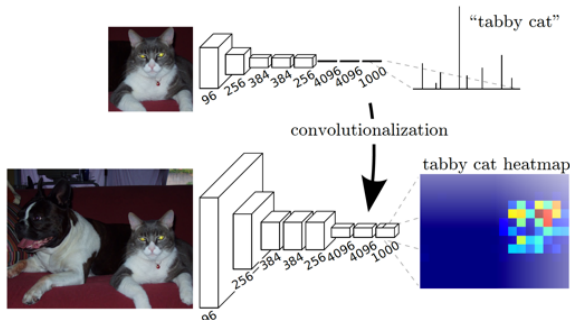 "tabby cat"
96 256 384 384 256 4096 4096 1000
convolutionalization
tabby cat heatmap
96 256 384 384 256 4096 4096 1000